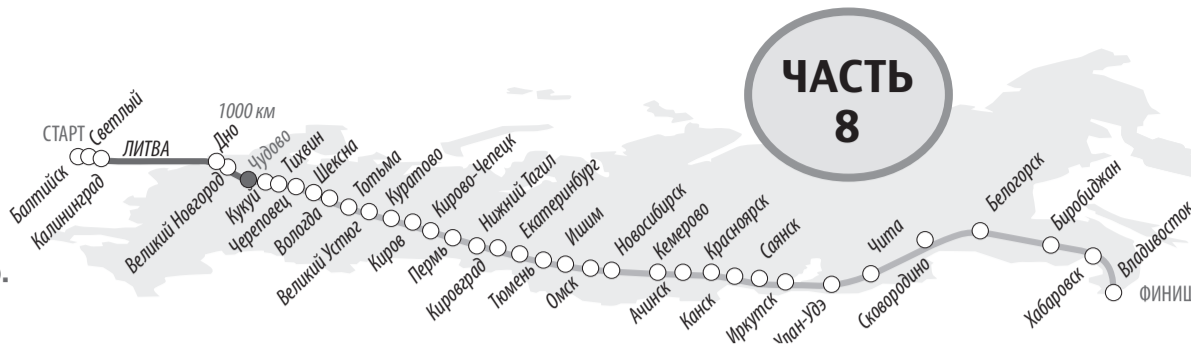 ЧАСТЬ
8
1000 км
СТАРТ
Светлый
ЛИТВА
Дно
Чудово
Тихвин
Шексна
Тотьма
Куратово
Кирово-Чепецк
Нижний Тагил
Екатеринбург
Ишим
Новосибирск
Кемерово
Красноярск
Саянск
Чита
Белогорск
Биробиджан
Владивосток
Балтийск
Калининград
Великий Новгород
Кукуй
Череповец
Вологда
Великий Устюг
Киров
Пермь
Кировград
Тюмень
Омск
Ачинск
Канск
Иркутск
Улан-Удэ
Сковородино
Хабаровск
ФИНИШ